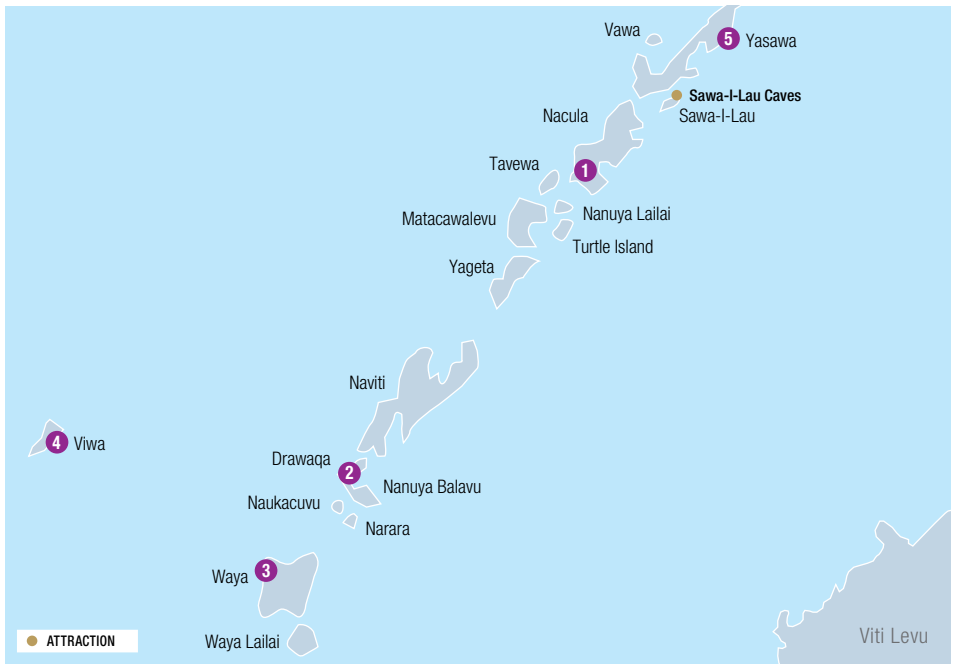 Vawa
5
Yasawa
Sawa-I-Lau Caves
Sawa-I-Lau
Nacula
Tavewa
1
Matacawalevu
Nanuya Lailai
Turtle Island
Yageta
Naviti
4
Viwa
Drawaqa
2
Nanuya Balavu
Naukacuvu
Narara
Waya
3
Waya Lailai
Viti Levu
ATTRACTION